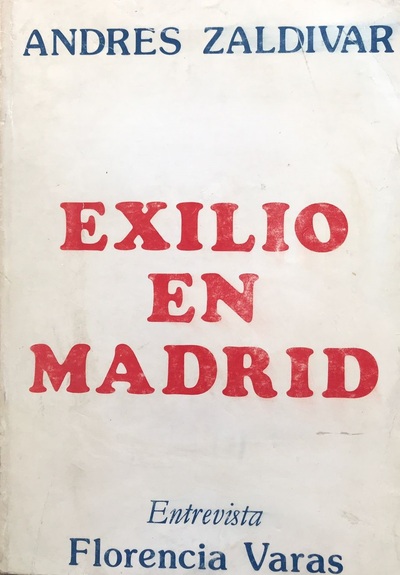 ANDRES ZALDIVAR
EXILIO
EN
MADRID
Entrevista
Florencia Varas